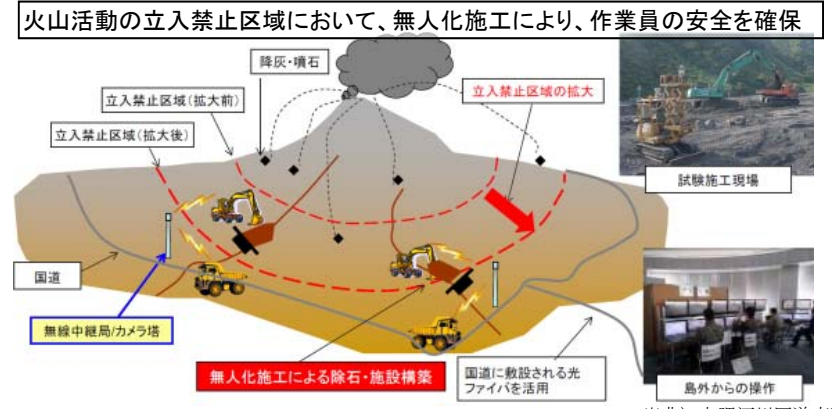 火山活動の立入禁止区域において、無人化施工により、作業員の安全を確保
降灰・噴石
立入禁止区域（拡大前）
立入禁止区域（拡大後）
立入禁止区域の拡大
試験施工現場
国道
無線中継局/カメラ塔
無人化施工による除石・施設構築
国道に敷設される光
ファイバを活用
島外からの操作